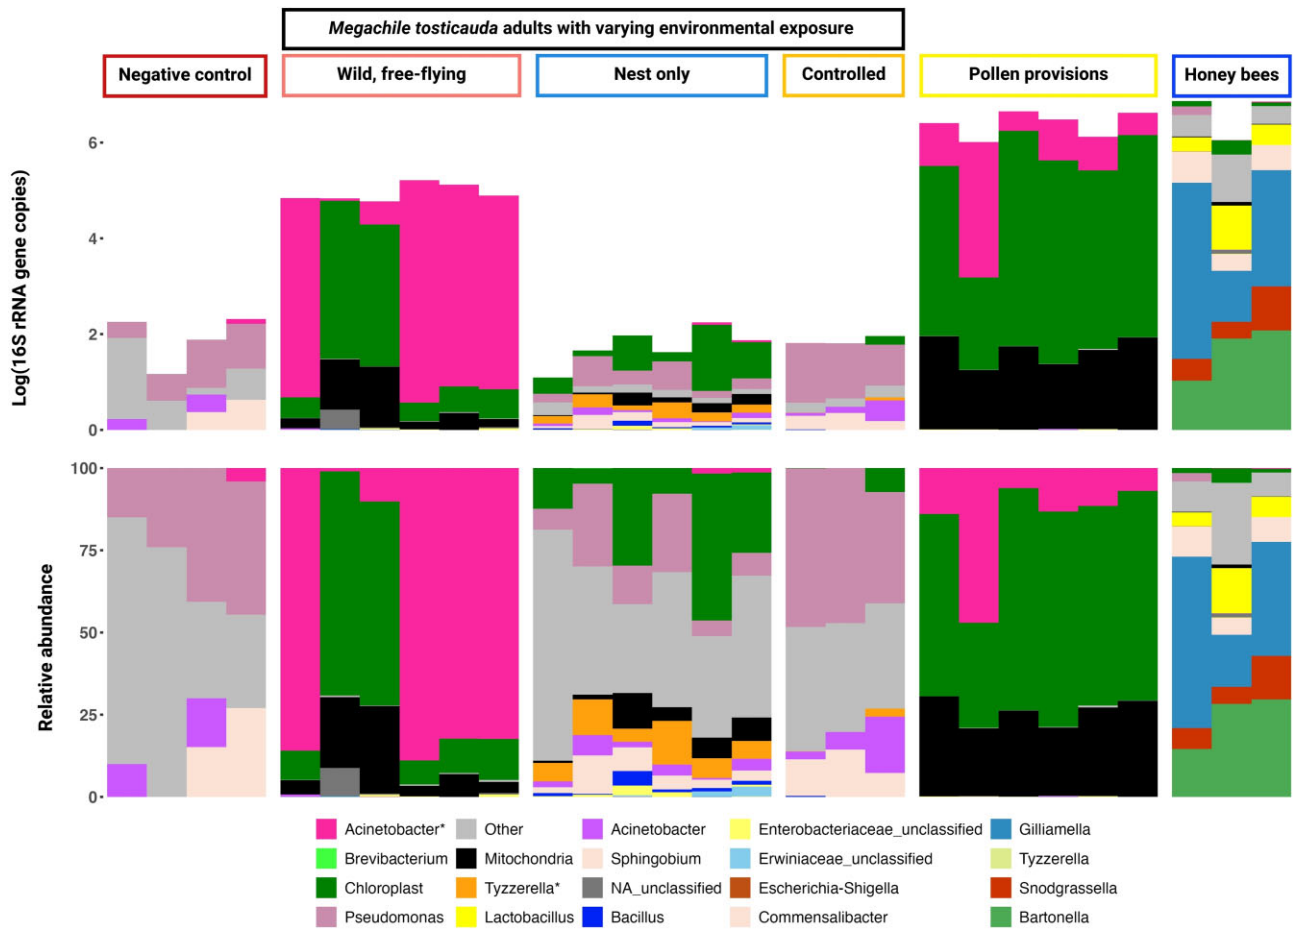 Megachile tosticauda adults with varying environmental exposure
Negative control
Wild, free-flying
Nest only
Controlled
Pollen provisions
Honey bees
Log(16S rRNA gene copies)
6
4
2
0
Relative abundance
100
75
50
25
0
Acinetobacter* Other Acinetobacter Enterobacteriaceae_unclassified Gilliamella
Brevibacterium Mitochondria Sphingobium Erwiniaceae_unclassified Tyzzerella
Chloroplast Tyzzerella* NA_unclassified Escherichia-Shigella Snodgrassella
Pseudomonas Lactobacillus Bacillus Commensalibacter Bartonella